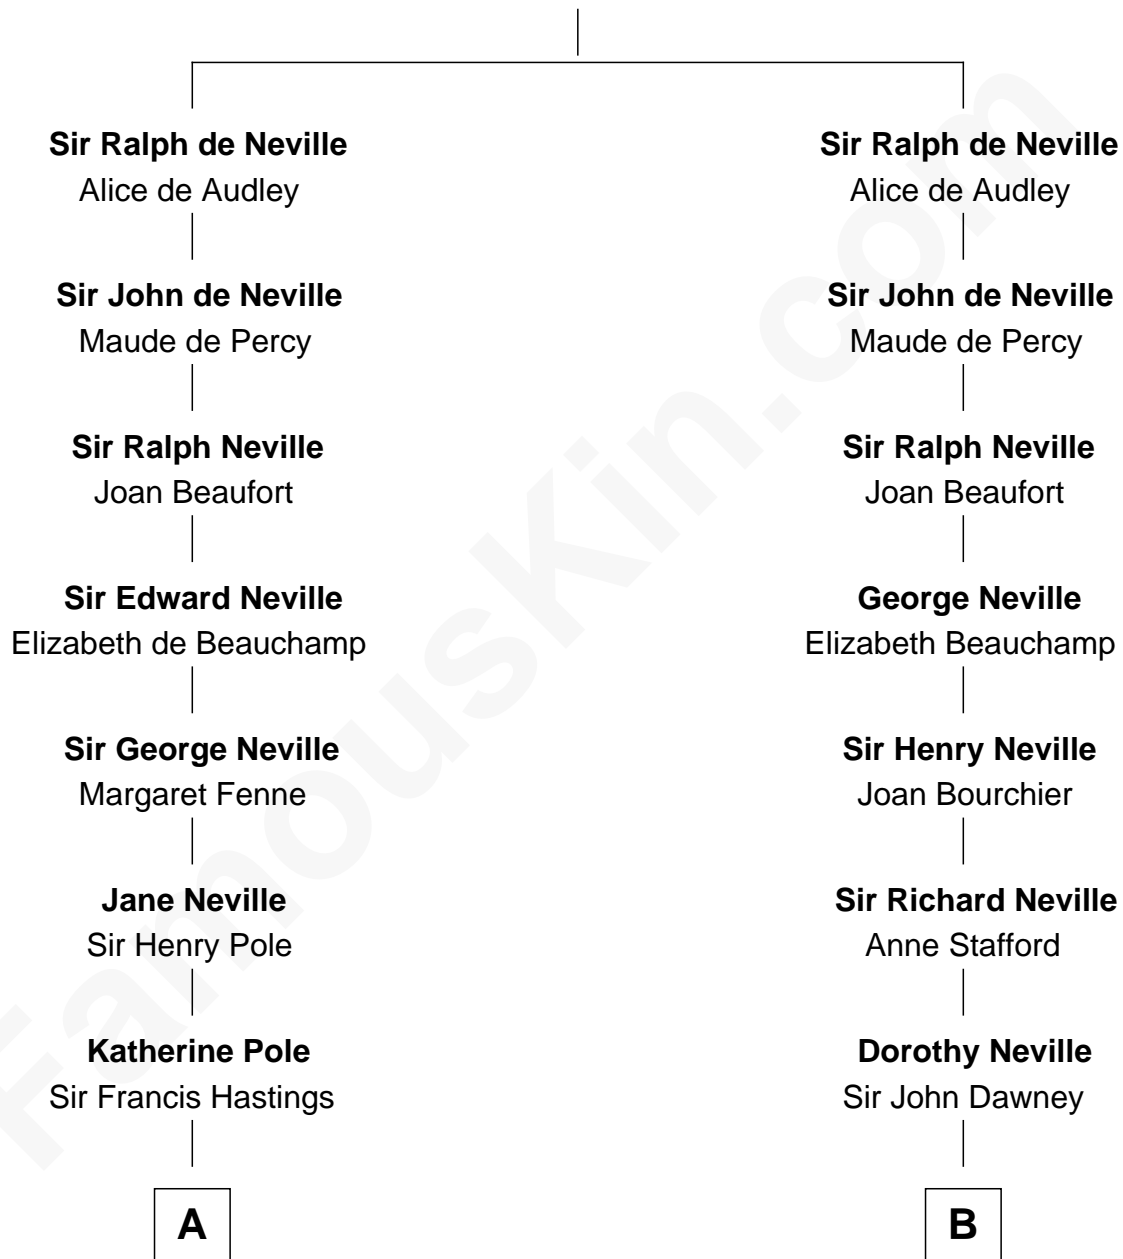 Sir Ralph de Neville
Alice de Audley
Sir John de Neville
Maude de Percy
Sir Ralph Neville
Joan Beaufort
Sir Edward Neville
Elizabeth de Beauchamp
Sir George Neville
Margaret Fenne
Jane Neville
Sir Henry Pole
Katherine Pole
Sir Francis Hastings
A
Sir Ralph de Neville
Alice de Audley
Sir John de Neville
Maude de Percy
Sir Ralph Neville
Joan Beaufort
George Neville
Elizabeth Beauchamp
Sir Henry Neville
Joan Bourchier
Sir Richard Neville
Anne Stafford
Dorothy Neville
Sir John Dawney
B
FamousKin.com